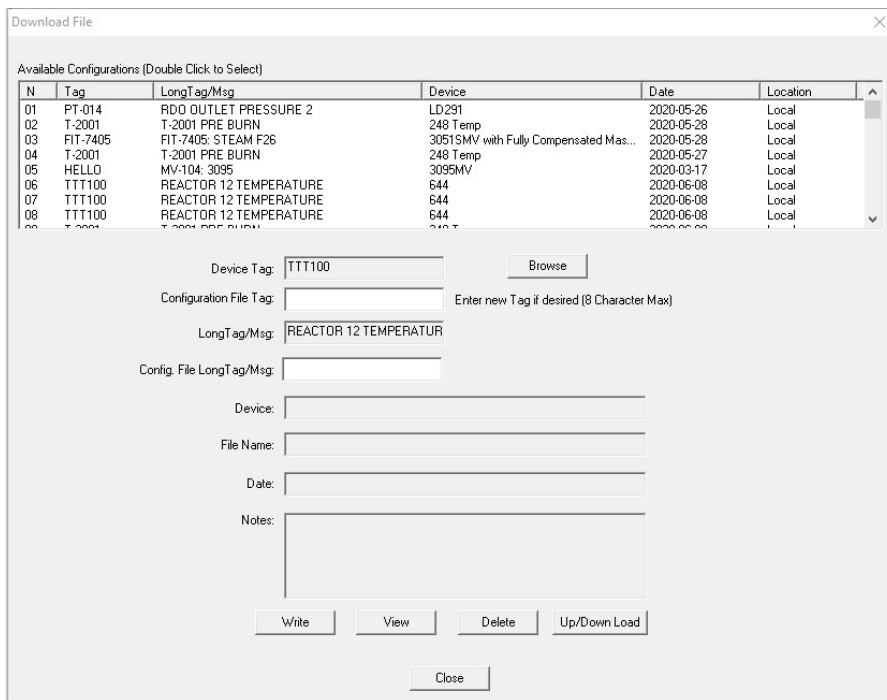 Download File
Available Configurations (Double Click to Select)
N Tag LongTag/Msg Device Date Location
01 PT-014 RDO OUTLET PRESSURE 2 LD291 2020-05-26 Local
02 T-2001 T-2001 PRE BURN 248 Temp 2020-05-28 Local
03 FIT-7405 FIT-7405: STEAM F26 3051SMV with Fully Compensated Mas... 2020-05-28 Local
04 T-2001 T-2001 PRE BURN 248 Temp 2020-05-27 Local
05 HELLO MV-104: 3095 3095MV 2020-03-17 Local
06 TTT100 REACTOR 12 TEMPERATURE 644 2020-06-08 Local
07 TTT100 REACTOR 12 TEMPERATURE 644 2020-06-08 Local
08 TTT100 REACTOR 12 TEMPERATURE 644 2020-06-08 Local
Device Tag: TTT100 Browse
Configuration File Tag: Enter new Tag if desired (8 Character Max)
LongTag/Msg: REACTOR 12 TEMPERATUR
Config. File LongTag/Msg:
Device:
File Name:
Date:
Notes:
Write View Delete Up/Down Load
Close